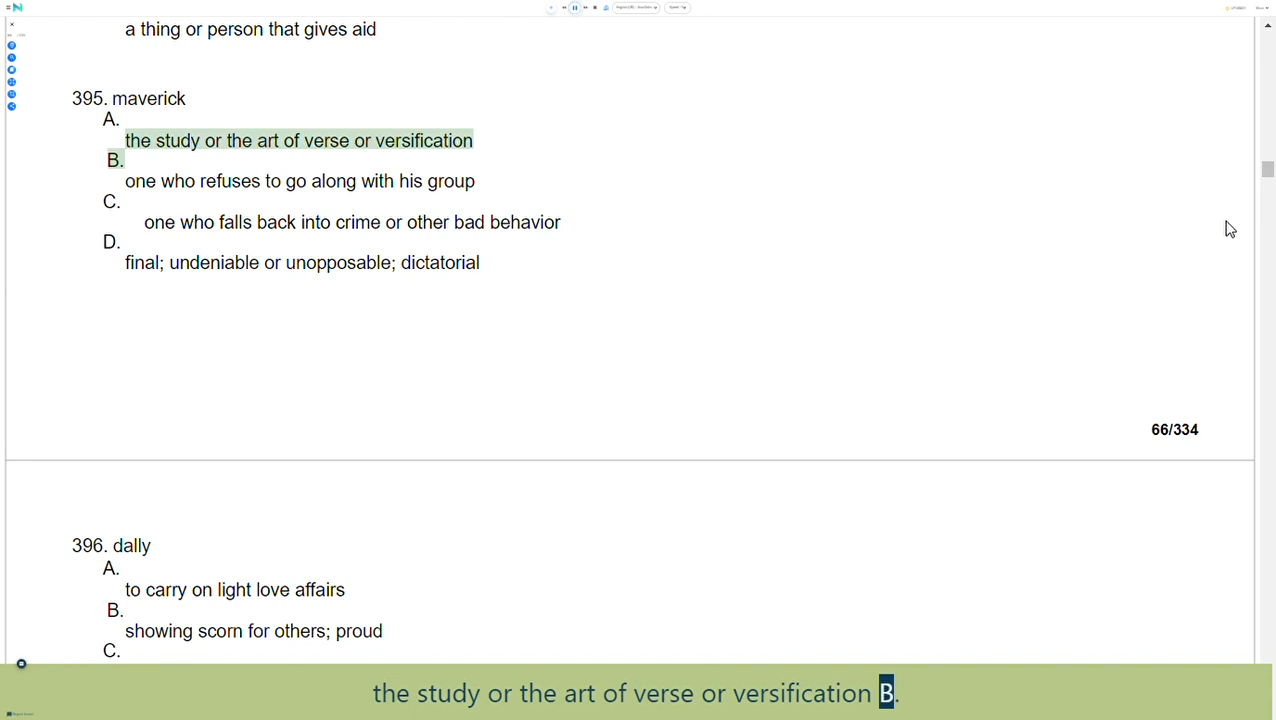 a thing or person that gives aid
395. maverick
A.
the study or the art of verse or versification
B.
one who refuses to go along with his group
C.
one who falls back into crime or other bad behavior
D.
final; undeniable or unopposable; dictatorial
66/334
396. dally
A.
to carry on light love affairs
B.
showing scorn for others; proud
C.
the study or the art of verse or versification B.